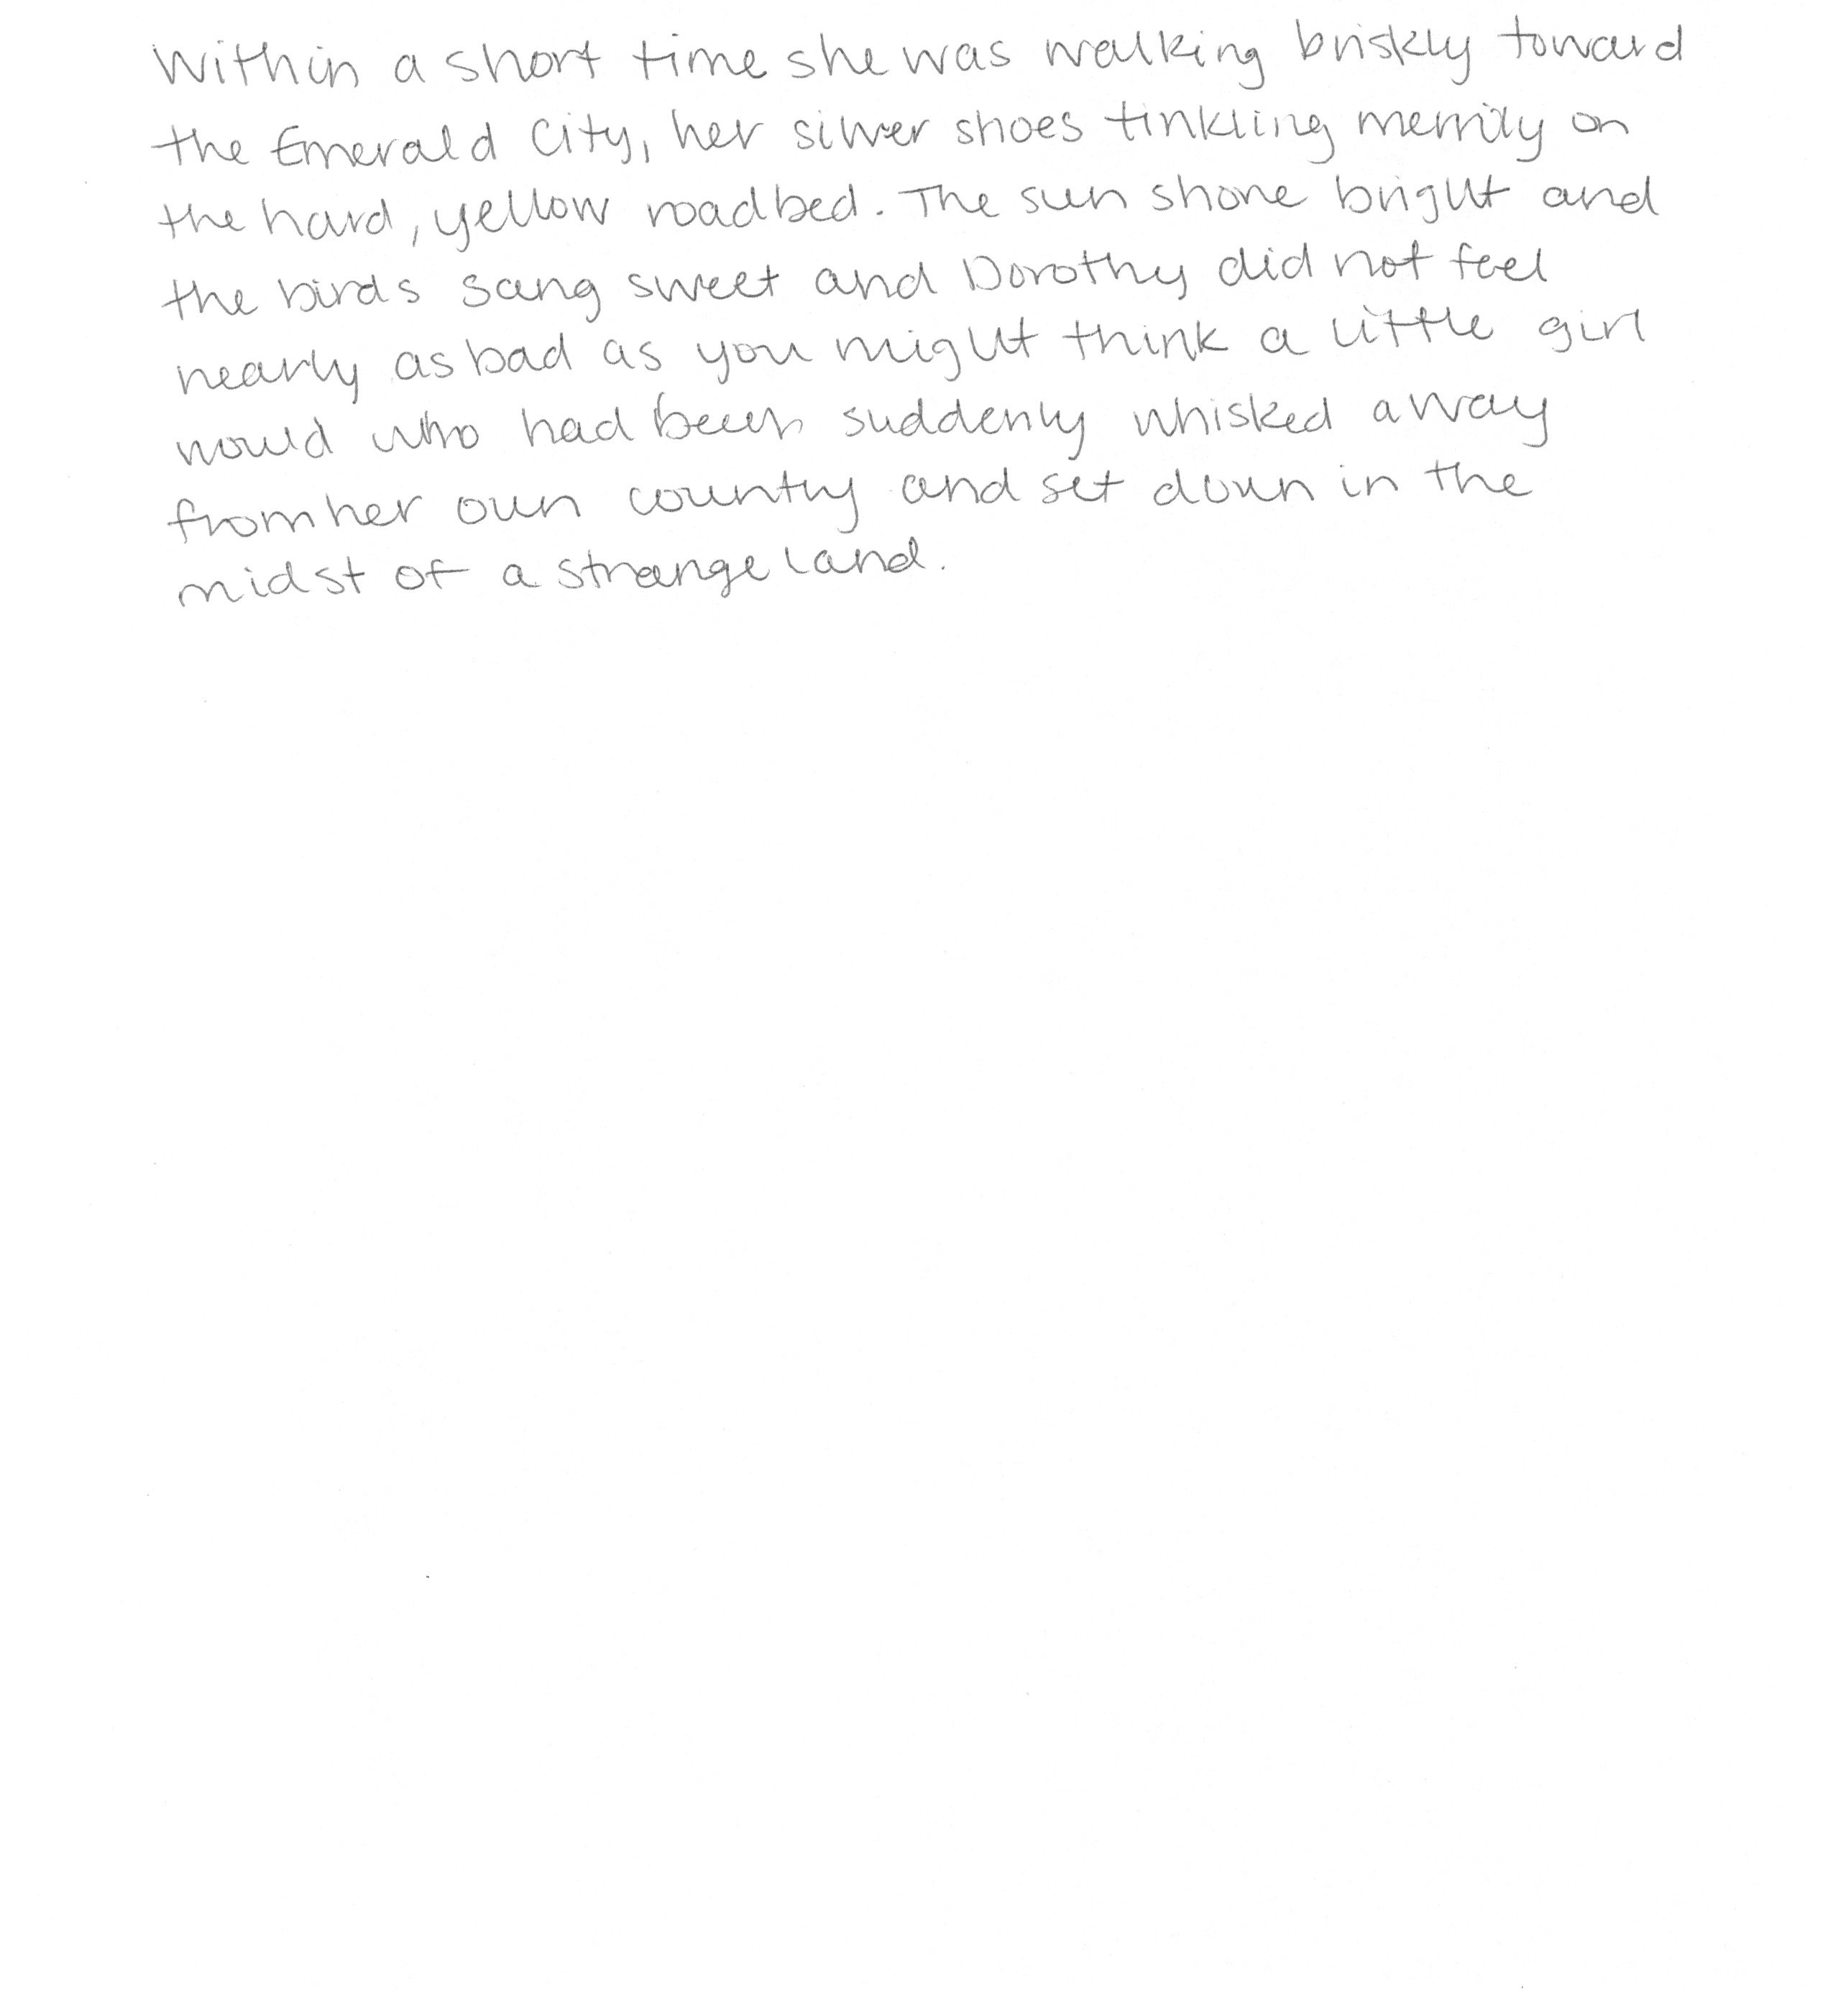 Within a short time she was walking briskly toward
the Emerald City, her silver shoes tinkling merrily on
the hard, yellow roadbed. The sun shone bright and
the birds sang sweet and Dorothy did not feel
nearly as bad as you might think a little girl
would who had been suddenly whisked away
from her own country and set down in the
midst of a strange land.